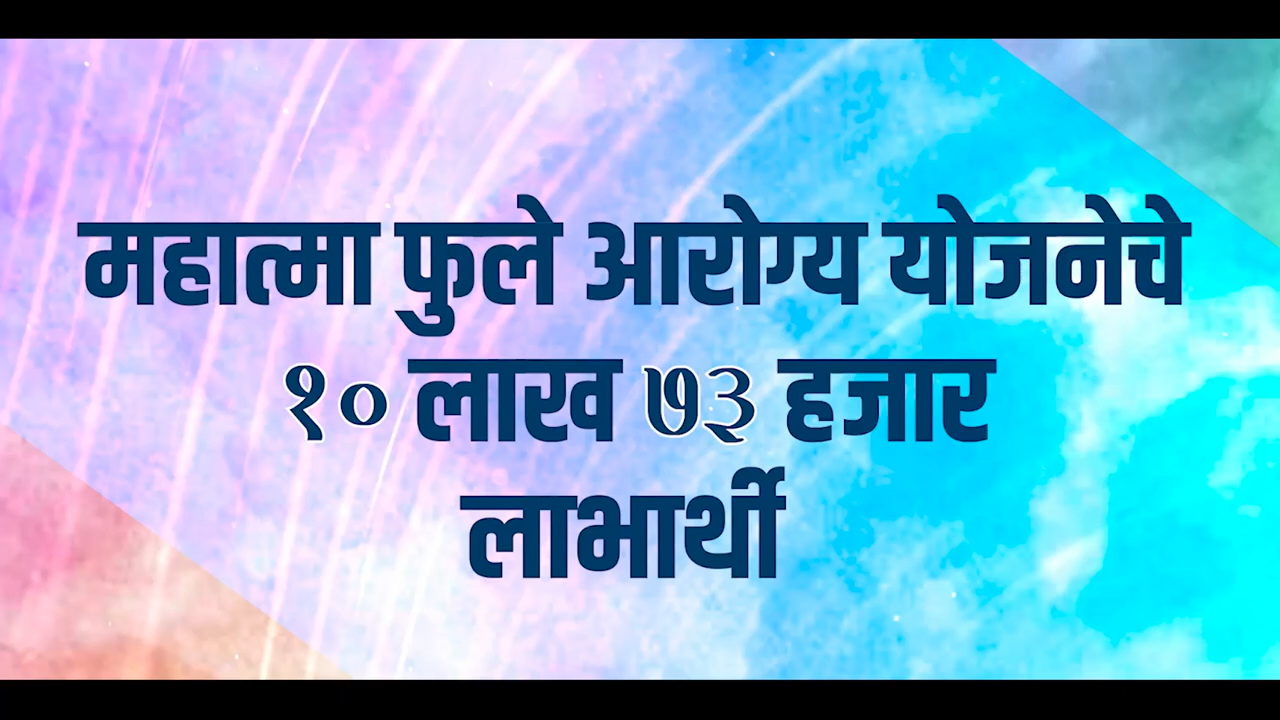 महात्मा फुले आरोग्य योजनेचे
१० लाख ७३ हजार
लाभार्थी